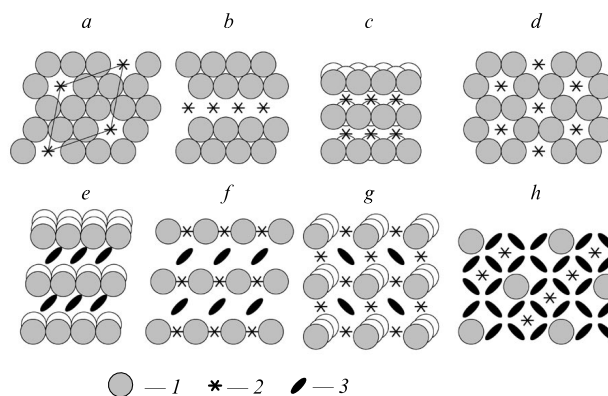 a b c d
e f g h
— 1 — 2 — 3